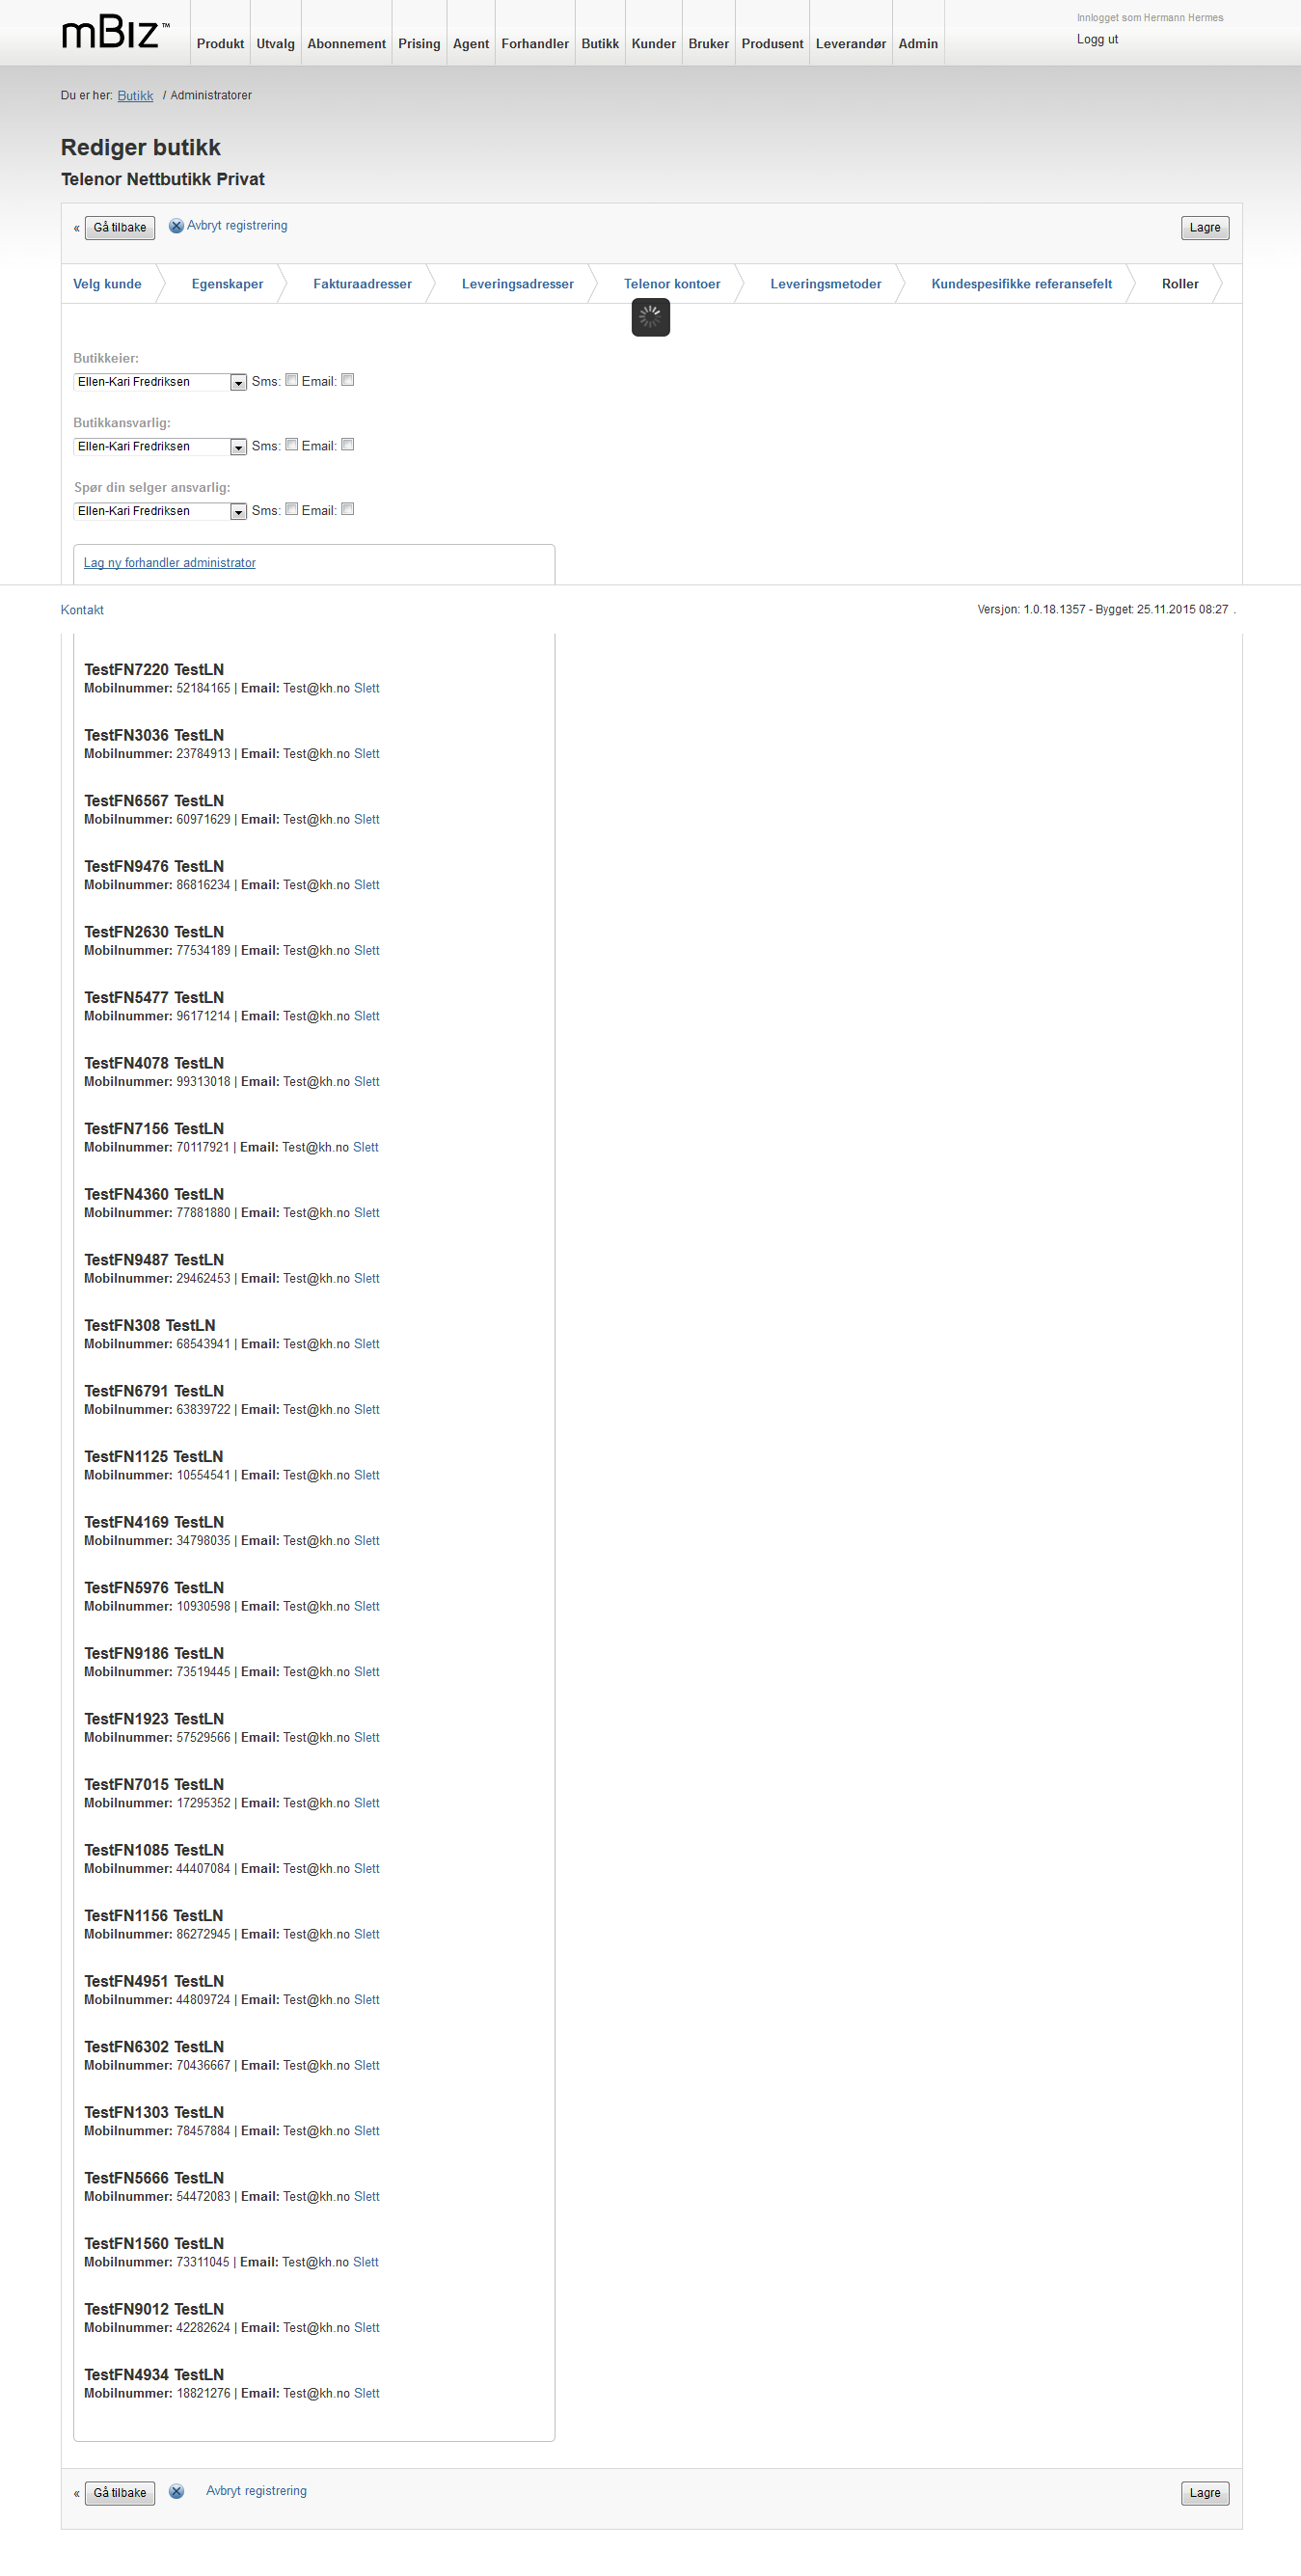 mBiz™
Produkt Utvalg Abonnement Prising Agent Forhandler Butikk Kunder Bruker Produsent Leverandør Admin
Innlogget som Hermann Hermes
Logg ut
Du er her: Butikk / Administratorer
Rediger butikk
Telenor Nettbutikk Privat
« Gå tilbake Avbryt registrering Lagre
Velg kunde Egenskaper Fakturaadresser Leveringsadresser Telenor kontoer Leveringsmetoder Kundespesifikke referansefelt Roller
Butikkeier:
Ellen-Kari Fredriksen Sms: Email:
Butikkansvarlig:
Ellen-Kari Fredriksen Sms: Email:
Spør din selger ansvarlig:
Ellen-Kari Fredriksen Sms: Email:
Lag ny forhandler administrator
Kontakt Versjon: 1.0.18.1357 - Bygget: 25.11.2015 08:27 .
TestFN7220 TestLN
Mobilnummer: 52184165 | Email: Test@kh.no Slett
TestFN3036 TestLN
Mobilnummer: 23784913 | Email: Test@kh.no Slett
TestFN6567 TestLN
Mobilnummer: 60971629 | Email: Test@kh.no Slett
TestFN9476 TestLN
Mobilnummer: 86816234 | Email: Test@kh.no Slett
TestFN2630 TestLN
Mobilnummer: 77534189 | Email: Test@kh.no Slett
TestFN5477 TestLN
Mobilnummer: 96171214 | Email: Test@kh.no Slett
TestFN4078 TestLN
Mobilnummer: 99313018 | Email: Test@kh.no Slett
TestFN7156 TestLN
Mobilnummer: 70117921 | Email: Test@kh.no Slett
TestFN4360 TestLN
Mobilnummer: 77881880 | Email: Test@kh.no Slett
TestFN9487 TestLN
Mobilnummer: 29462453 | Email: Test@kh.no Slett
TestFN308 TestLN
Mobilnummer: 68543941 | Email: Test@kh.no Slett
TestFN6791 TestLN
Mobilnummer: 63839722 | Email: Test@kh.no Slett
TestFN1125 TestLN
Mobilnummer: 10554541 | Email: Test@kh.no Slett
TestFN4169 TestLN
Mobilnummer: 34798035 | Email: Test@kh.no Slett
TestFN5976 TestLN
Mobilnummer: 10930598 | Email: Test@kh.no Slett
TestFN9186 TestLN
Mobilnummer: 73519445 | Email: Test@kh.no Slett
TestFN1923 TestLN
Mobilnummer: 57529566 | Email: Test@kh.no Slett
TestFN7015 TestLN
Mobilnummer: 17295352 | Email: Test@kh.no Slett
TestFN1085 TestLN
Mobilnummer: 44407084 | Email: Test@kh.no Slett
TestFN1156 TestLN
Mobilnummer: 86272945 | Email: Test@kh.no Slett
TestFN4951 TestLN
Mobilnummer: 44809724 | Email: Test@kh.no Slett
TestFN6302 TestLN
Mobilnummer: 70436667 | Email: Test@kh.no Slett
TestFN1303 TestLN
Mobilnummer: 78457884 | Email: Test@kh.no Slett
TestFN5666 TestLN
Mobilnummer: 54472083 | Email: Test@kh.no Slett
TestFN1560 TestLN
Mobilnummer: 73311045 | Email: Test@kh.no Slett
TestFN9012 TestLN
Mobilnummer: 42282624 | Email: Test@kh.no Slett
TestFN4934 TestLN
Mobilnummer: 18821276 | Email: Test@kh.no Slett
« Gå tilbake Avbryt registrering Lagre